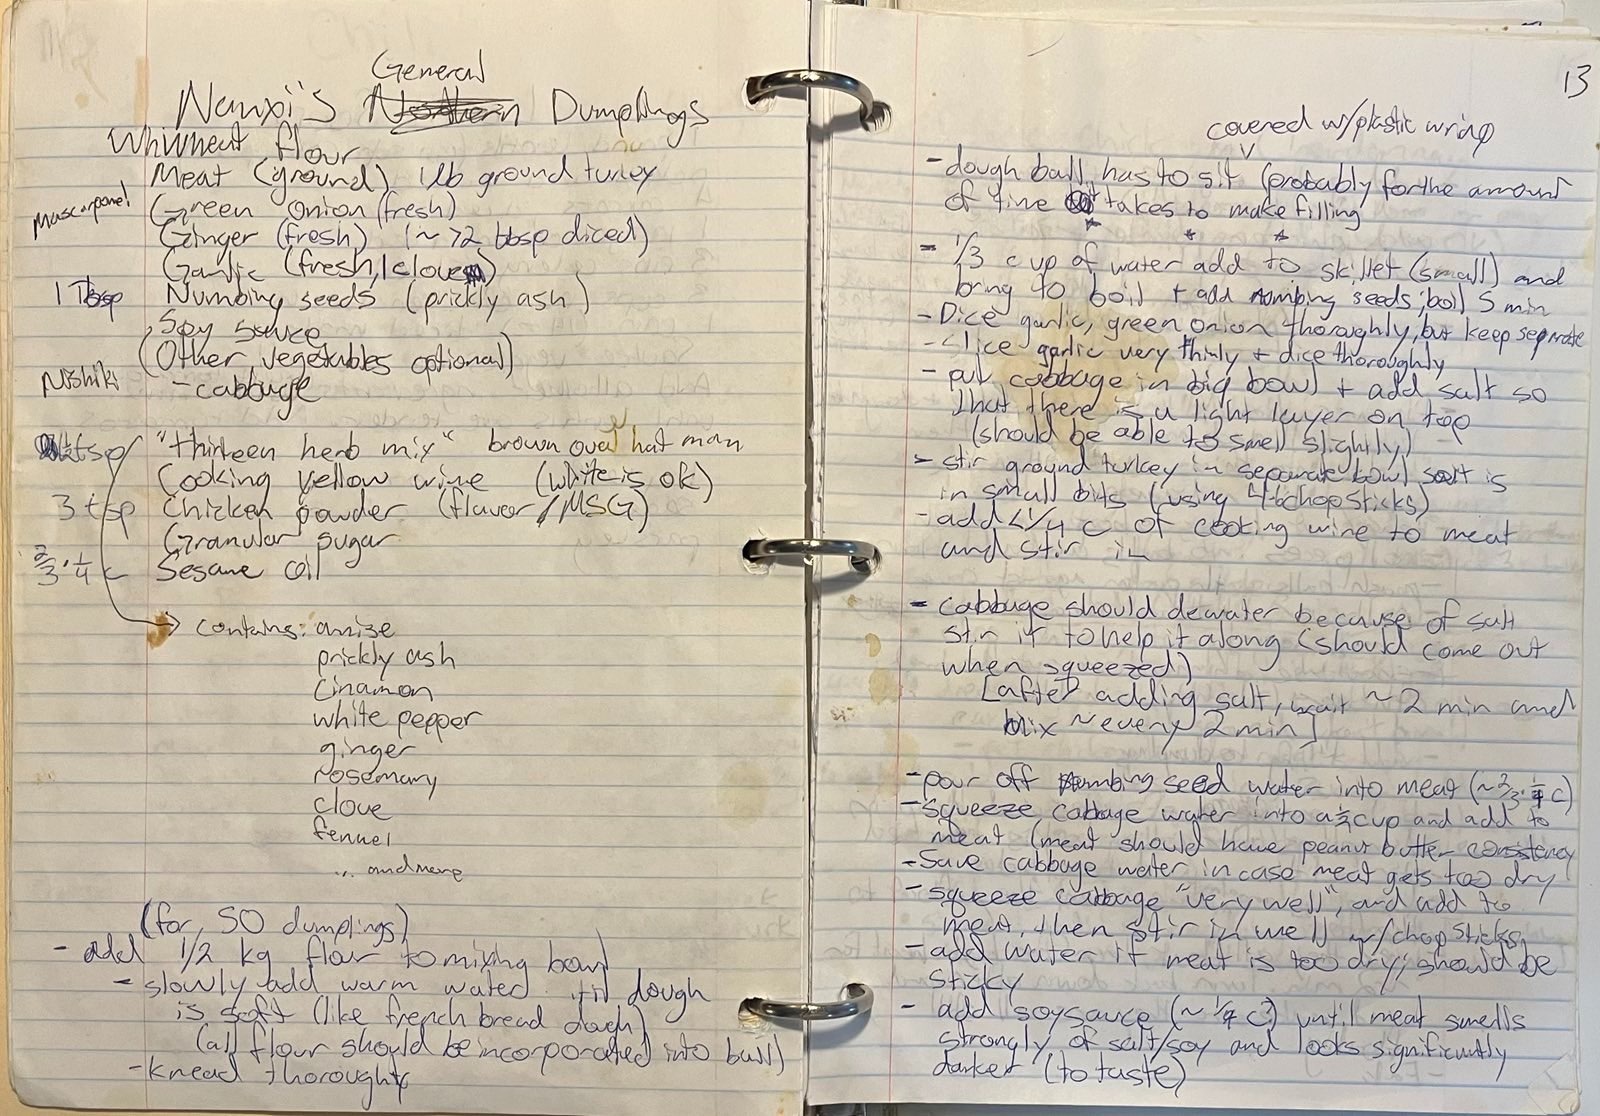 General
Nanxi's Northern Dumplings
Wh Wheat flour
Meat (ground) 1 lb ground turkey
mascarpone
Green onion (fresh)
Ginger (fresh) (~ 1/2 tbsp diced)
Garlic (fresh, 1 clove)
1 Tbsp Numbing seeds (prickly ash)
Soy sauce
(Other vegetables optional)
Nishiki
- cabbage
tsp "thirteen herb mix" brown oval hat man
Cooking yellow wine (white is ok)
3 tsp Chicken powder (flavor/MSG)
Granular sugar
2/3 · 1/4 c Sesame oil
contains: anise
prickly ash
cinamon
white pepper
ginger
rosemary
clove
fennel
... and more
(for 50 dumplings)
- add 1/2 kg flour to mixing bowl
- slowly add warm water 'til dough
is soft (like french bread dough)
(all flour should be incorporated into ball)
- knead thoroughly
13
covered w/plastic wrap
- dough ball has to sit (probably for the amount
of time it takes to make filling
- 1/3 cup of water add to skillet (small) and
bring to boil + add numbing seeds; boil 5 min
- Dice garlic, green onion thoroughly, but keep separate
- slice garlic very thinly + dice thoroughly
- put cabbage in big bowl + add salt so
that there is a light layer on top
(should be able to smell slightly)
- stir ground turkey in separate bowl so it is
in small bits (using 4 chopsticks)
- add < 1/4 c of cooking wine to meat
and stir in
- cabbage should dewater because of salt
stir it to help it along (should come out
when squeezed)
[after adding salt, wait ~ 2 min and
mix ~ every 2 min]
- pour off numbing seed water into meat (~ 2/3 · 1/4 c)
- squeeze cabbage water into a 1/4 cup and add to
meat (meat should have peanut butter consistency
- Save cabbage water in case meat gets too dry
- squeeze cabbage "very well", and add to
meat, then stir in well w/chopsticks
- add water if meat is too dry; should be
sticky
- add soysauce (~ 1/4 c?) until meat smells
strongly of salt/soy and looks significantly
darker (to taste)